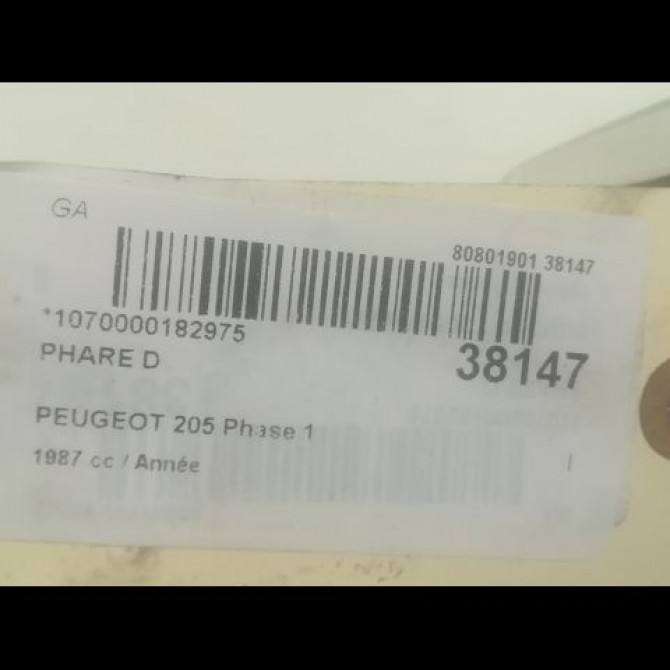 GA
80801901 38147
*1070000182975
38147
PHARE D
PEUGEOT 205 Phase 1
1987 cc / Année